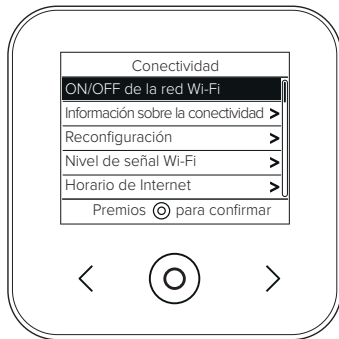 Conectividad
ON/OFF de la red Wi-Fi
Información sobre la conectividad >
Reconfiguración >
Nivel de señal Wi-Fi >
Horario de Internet >
Premios ⊚ para confirmar